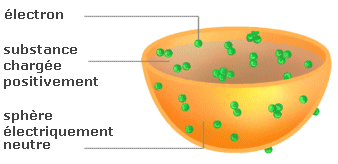 électron
substance
chargée
positivement
sphère
électriquement
neutre